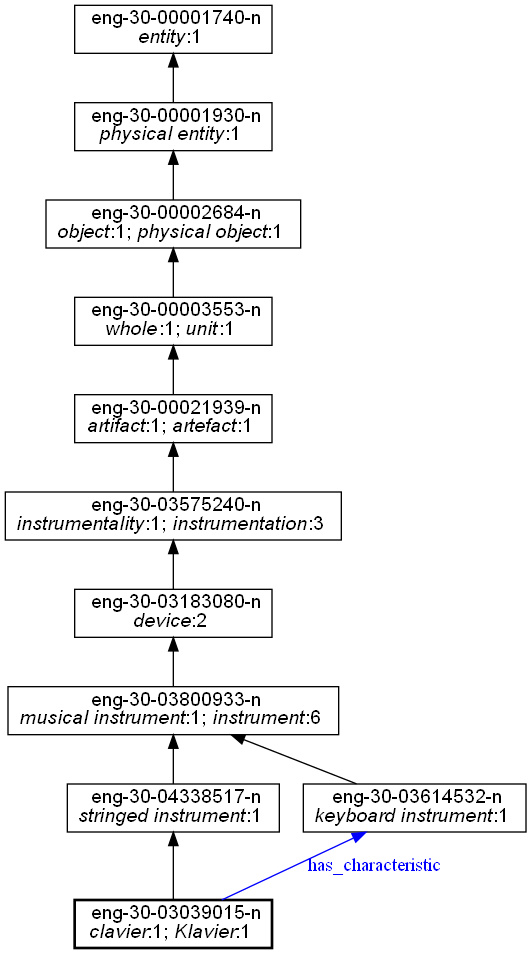 eng-30-00001740-n
entity:1
eng-30-00001930-n
physical entity:1
eng-30-00002684-n
object:1; physical object:1
eng-30-00003553-n
whole:1; unit:1
eng-30-00021939-n
artifact:1; artefact:1
eng-30-03575240-n
instrumentality:1; instrumentation:3
eng-30-03183080-n
device:2
eng-30-03800933-n
musical instrument:1; instrument:6
eng-30-04338517-n
stringed instrument:1
eng-30-03614532-n
keyboard instrument:1
has_characteristic
eng-30-03039015-n
clavier:1; Klavier:1